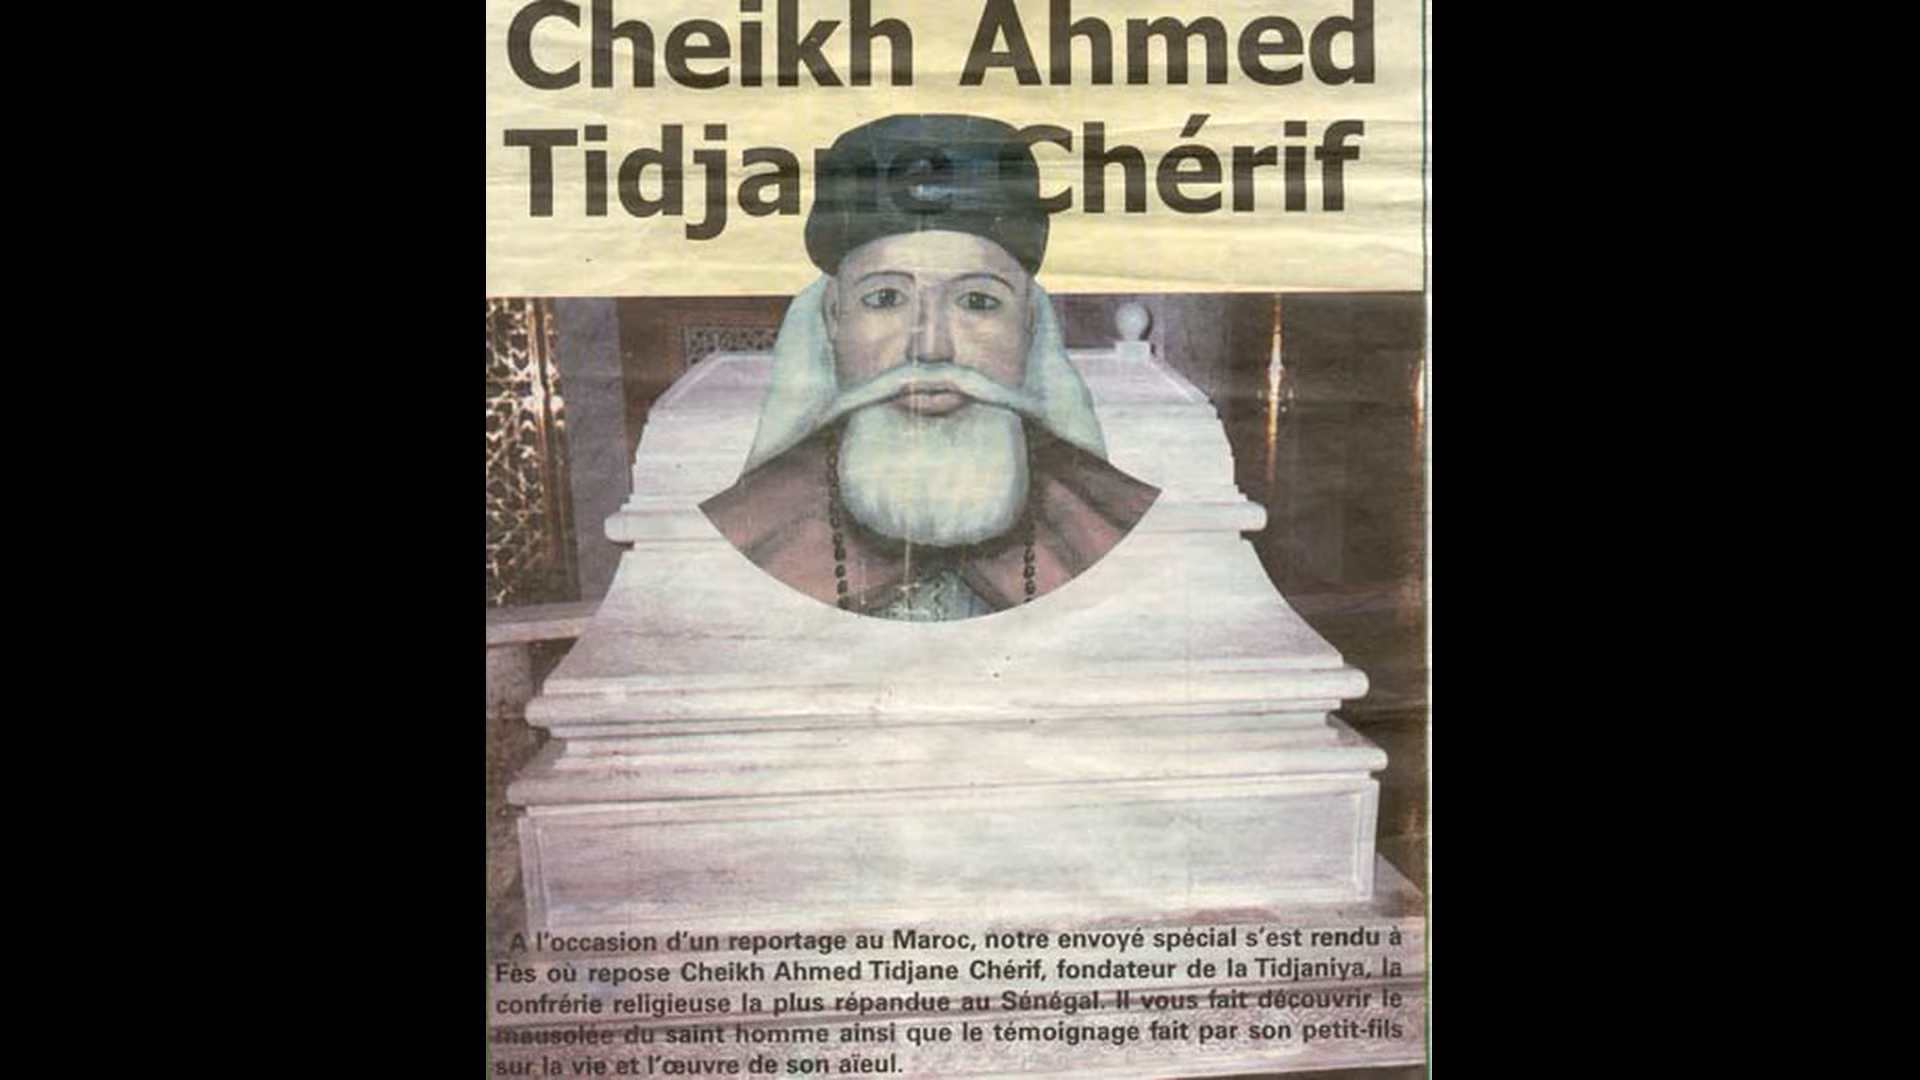 Cheikh Ahmed
Tidjane Chérif
A l'occasion d'un reportage au Maroc, notre envoyé spécial s'est rendu à
Fès où repose Cheikh Ahmed Tidjane Chérif, fondateur de la Tidjaniya, la
confrérie religieuse la plus répandue au Sénégal. Il vous fait découvrir le
mausolée du saint homme ainsi que le témoignage fait par son petit-fils
sur la vie et l'œuvre de son aïeul.